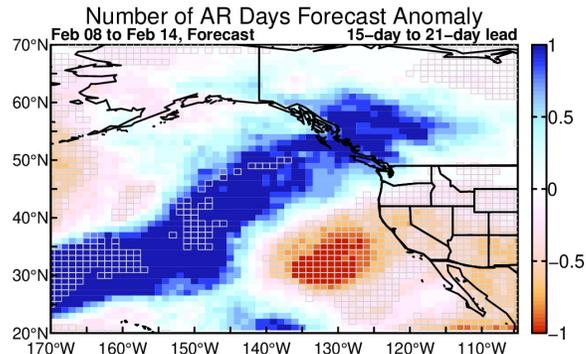 Number of AR Days Forecast Anomaly
Feb 08 to Feb 14, Forecast 15-day to 21-day lead
70°N
60°N
50°N
40°N
30°N
20°N
170°W 160°W 150°W 140°W 130°W 120°W 110°W
1
0.5
0
−0.5
−1